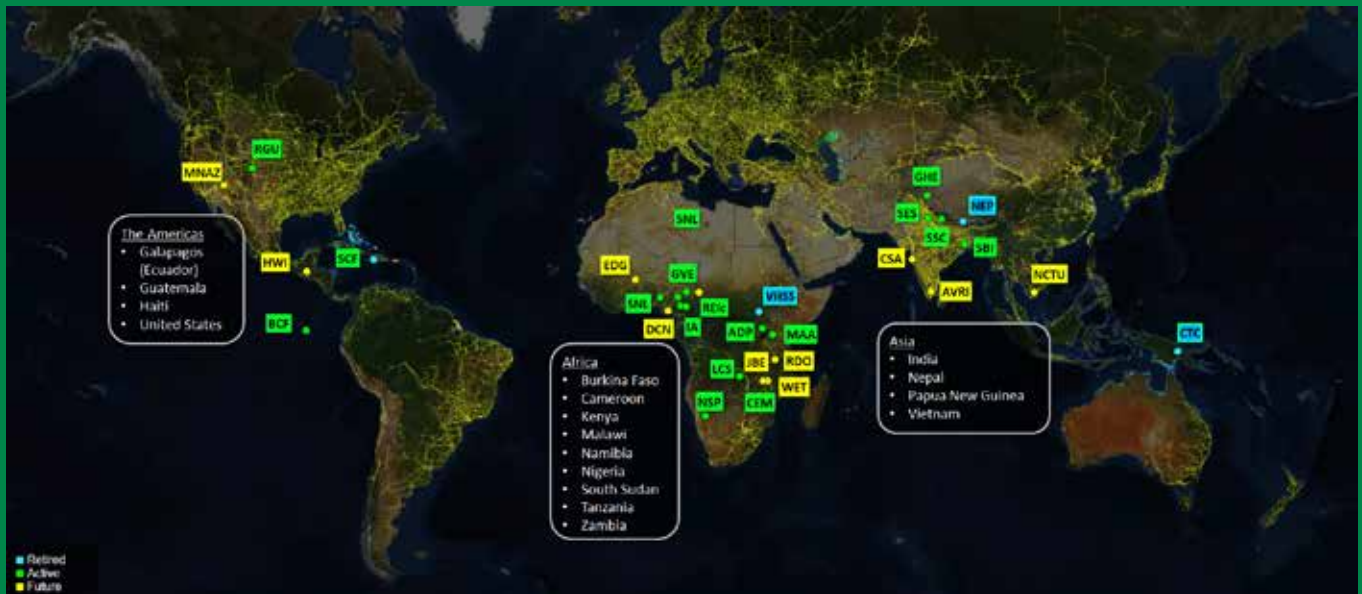 RGU
MNAZ
The Americas
• Galapagos
(Ecuador)
• Guatemala
• Haiti
• United States
HWI
SCF
BCF
SNL
EDG
GVE
SNL
REIc
VHSS
DCN
IA
ADP
MAA
JBE
RDO
LCS
WET
NSP
CEM
Africa
• Burkina Faso
• Cameroon
• Kenya
• Malawi
• Namibia
• Nigeria
• South Sudan
• Tanzania
• Zambia
GHE
SES
NEP
SSC
SBI
CSA
AVRI
NCTU
CTC
Asia
• India
• Nepal
• Papua New Guinea
• Vietnam
Retired
Active
Future